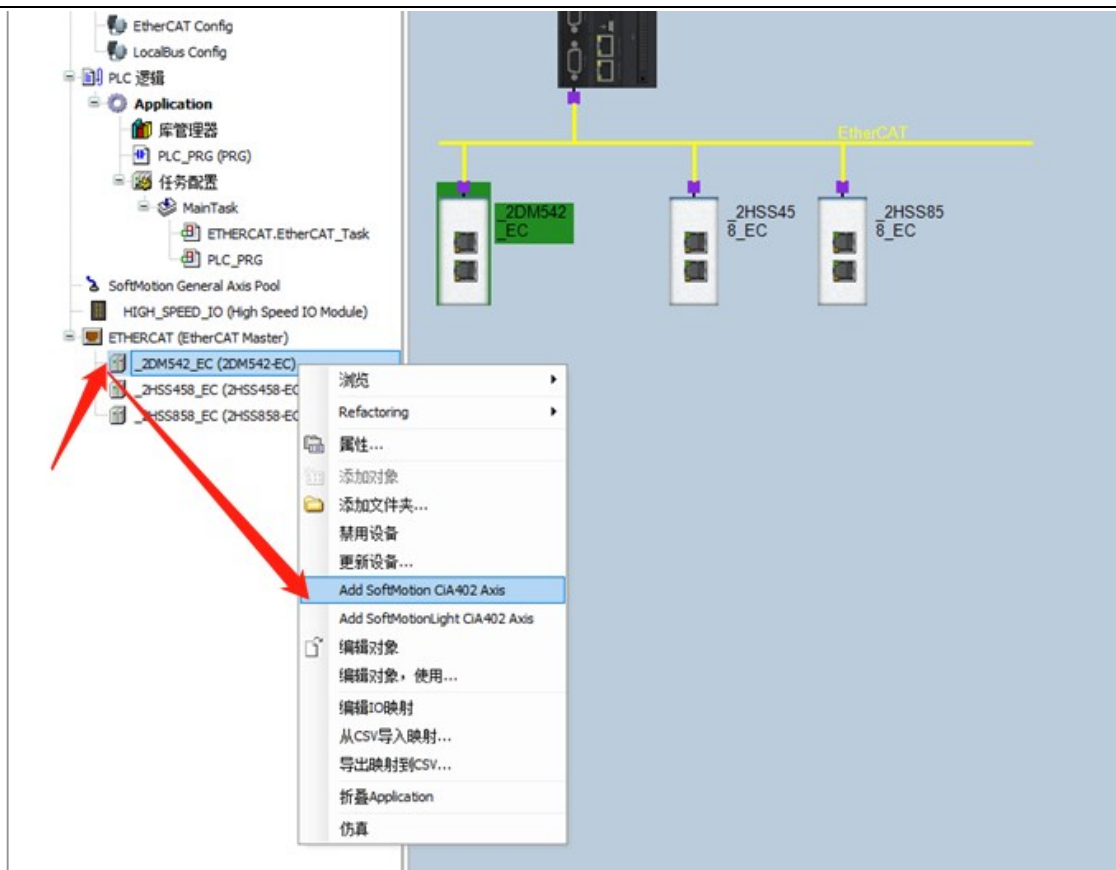 EtherCAT Config
LocalBus Config
PLC 逻辑
Application
库管理器
PLC_PRG (PRG)
任务配置
MainTask
ETHERCAT.EtherCAT_Task
PLC_PRG
SoftMotion General Axis Pool
HIGH_SPEED_IO (High Speed IO Module)
ETHERCAT (EtherCAT Master)
_2DM542_EC (2DM542-EC)
_2HSS458_EC (2HSS458-EC
_2HSS858_EC (2HSS858-EC
浏览
Refactoring
属性...
添加对象
添加文件夹...
禁用设备
更新设备...
Add SoftMotion CiA402 Axis
Add SoftMotionLight CiA402 Axis
编辑对象
编辑对象，使用...
编辑IO映射
从CSV导入映射...
导出映射到CSV...
折叠Application
仿真
EtherCAT
_2DM542
_EC
_2HSS45
8_EC
_2HSS85
8_EC